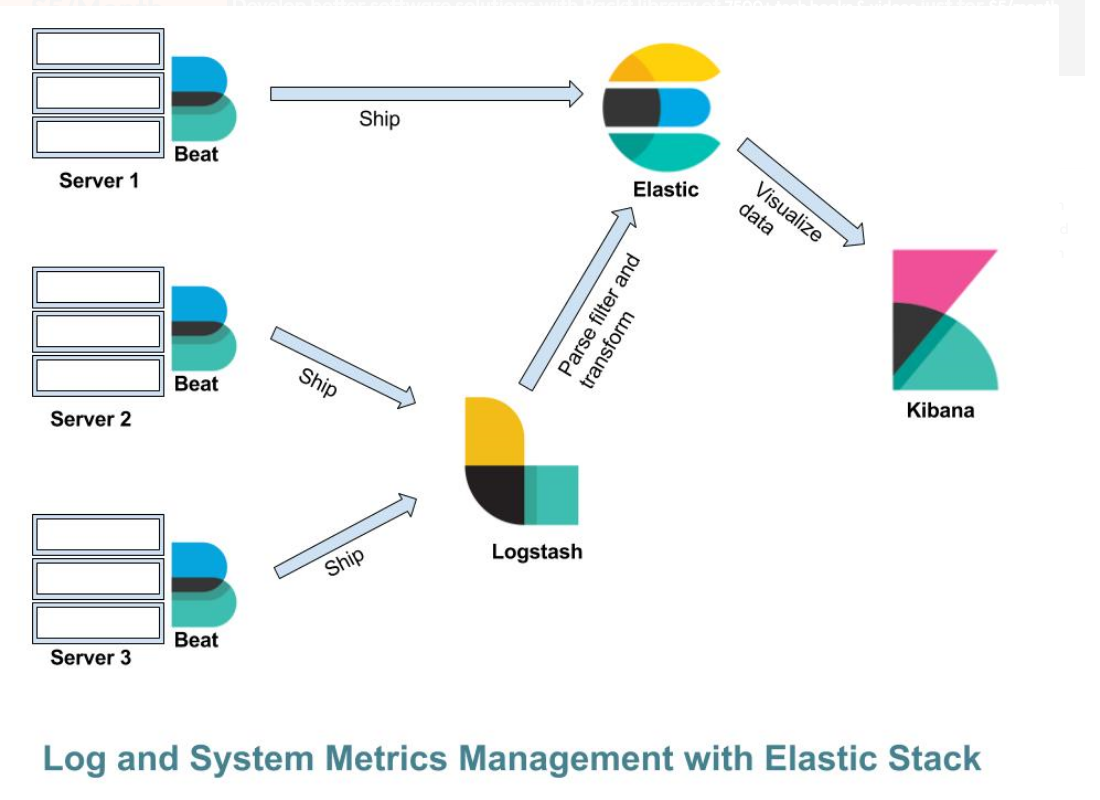 Beat
Server 1
Ship
Elastic
Visualize
data
Beat
Server 2
Ship
Parse filter and
transform
Kibana
Logstash
Ship
Beat
Server 3
Log and System Metrics Management with Elastic Stack